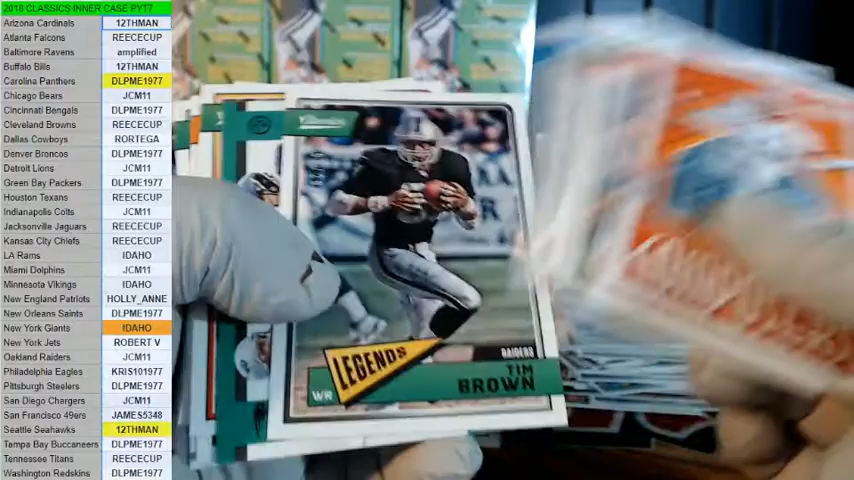 2018 CLASSICS INNER CASE PYT7
Arizona Cardinals 12THMAN
Atlanta Falcons REECECUP
Baltimore Ravens amplified
Buffalo Bills 12THMAN
Carolina Panthers DLPME1977
Chicago Bears JCM11
Cincinnati Bengals DLPME1977
Cleveland Browns REECECUP
Dallas Cowboys RORTEGA
Denver Broncos DLPME1977
Detroit Lions JCM11
Green Bay Packers DLPME1977
Houston Texans REECECUP
Indianapolis Colts JCM11
Jacksonville Jaguars REECECUP
Kansas City Chiefs REECECUP
LA Rams IDAHO
Miami Dolphins JCM11
Minnesota Vikings IDAHO
New England Patriots HOLLY_ANNE
New Orleans Saints DLPME1977
New York Giants IDAHO
New York Jets ROBERT V
Oakland Raiders JCM11
Philadelphia Eagles KRIS101977
Pittsburgh Steelers DLPME1977
San Diego Chargers JCM11
San Francisco 49ers JAMES5348
Seattle Seahawks 12THMAN
Tampa Bay Buccaneers DLPME1977
Tennessee Titans REECECUP
Washington Redskins DLPME1977
Classics
LEGENDS
RAIDERS
WR
TIM
BROWN